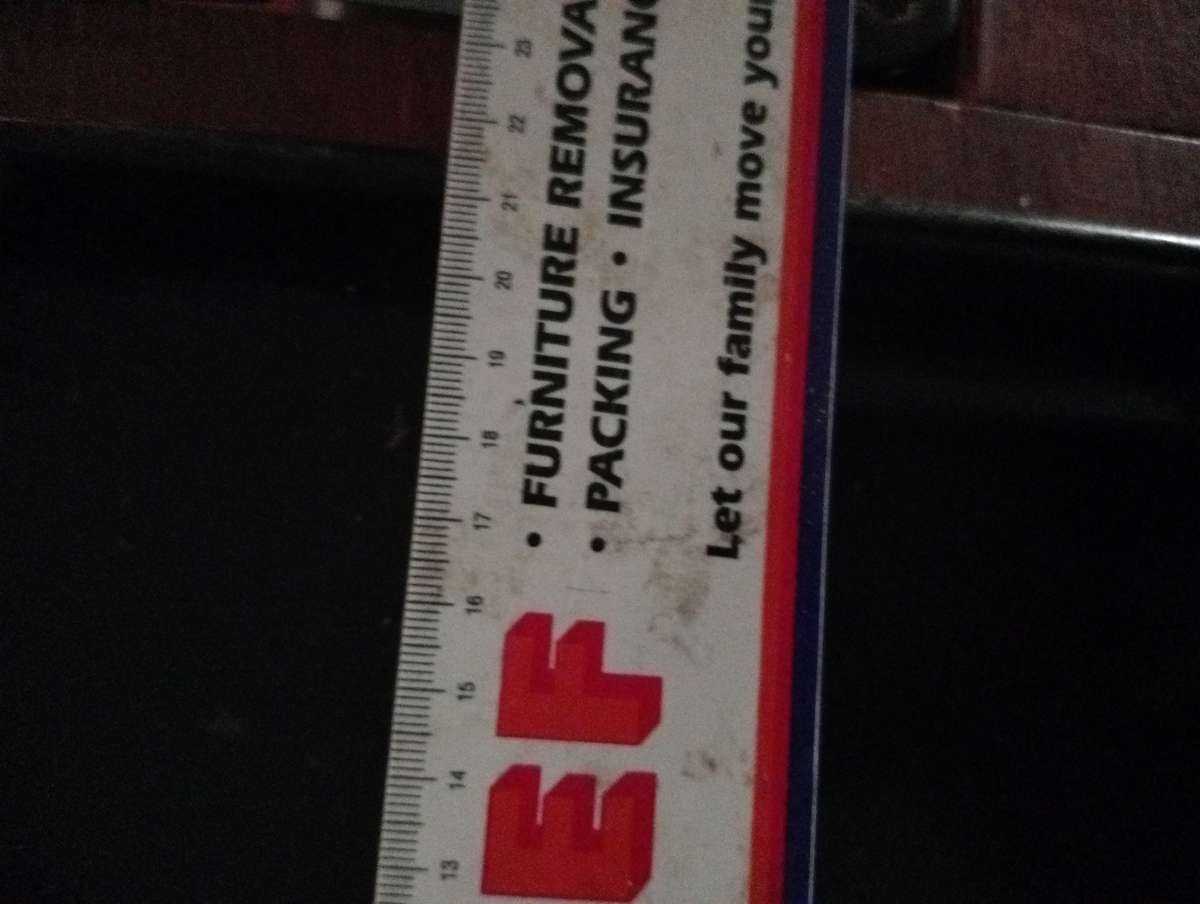 13 14 15 16 17 18 19 20 21 22 23
EF
• FURNITURE REMOVA
• PACKING • INSURANC
Let our family move your